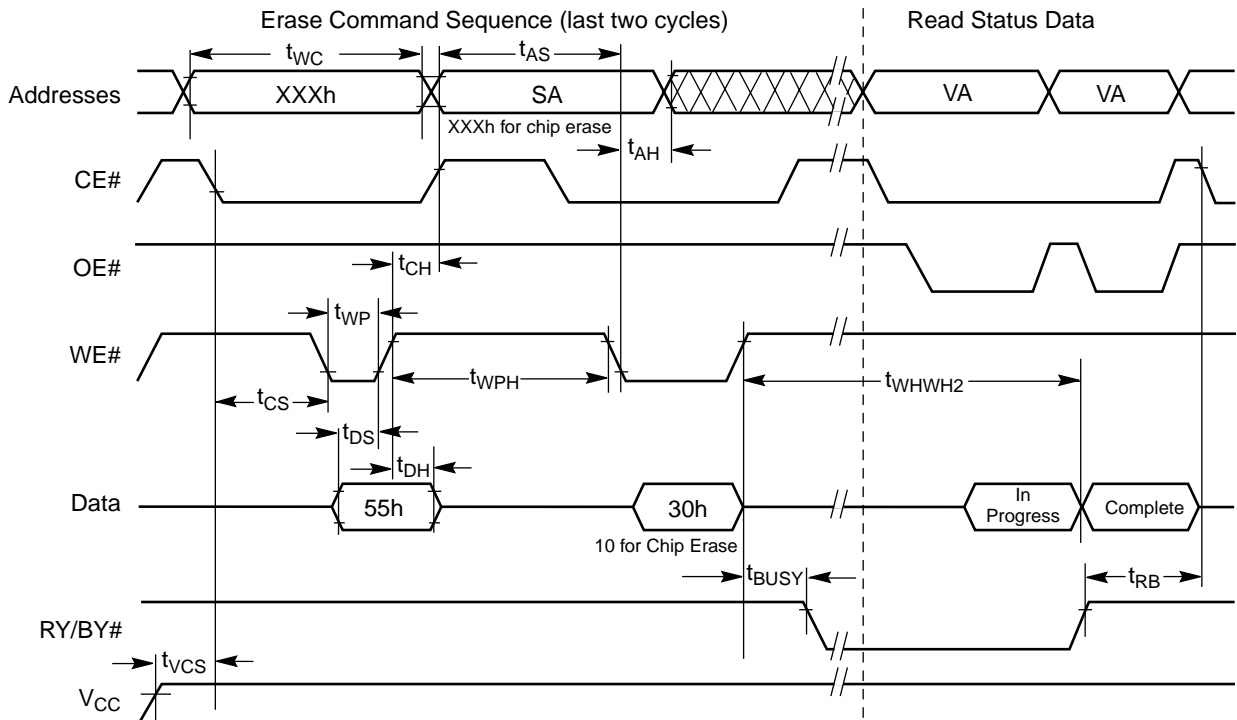 Erase Command Sequence (last two cycles)
Read Status Data
tWC
tAS
Addresses
XXXh
SA
VA
VA
XXXh for chip erase
tAH
CE#
OE#
tCH
tWP
WE#
tWPH
tWHWH2
tCS
tDS
tDH
Data
55h
30h
In
Progress
Complete
10 for Chip Erase
tBUSY
tRB
RY/BY#
tVCS
VCC